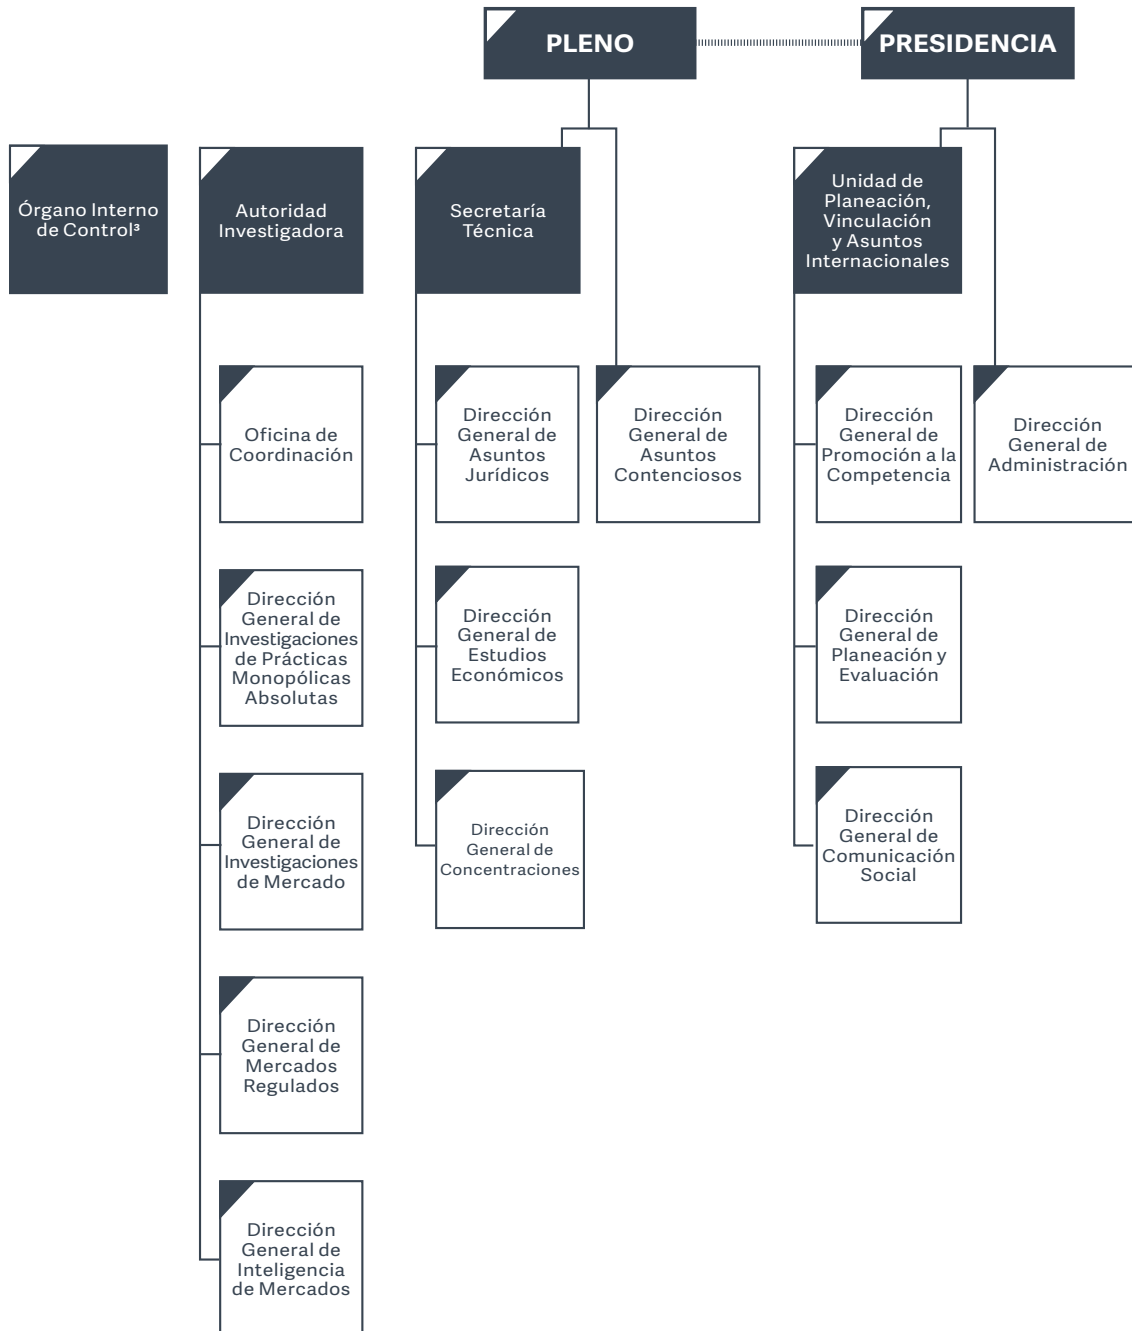 PLENO
PRESIDENCIA
Órgano Interno
de Control³
Autoridad
Investigadora
Secretaría
Técnica
Unidad de
Planeación,
Vinculación
y Asuntos
Internacionales
Oficina de
Coordinación
Dirección
General de
Asuntos
Jurídicos
Dirección
General de
Asuntos
Contenciosos
Dirección
General de
Promoción a la
Competencia
Dirección
General de
Administración
Dirección
General de
Investigaciones
de Prácticas
Monopólicas
Absolutas
Dirección
General de
Estudios
Económicos
Dirección
General de
Planeación y
Evaluación
Dirección
General de
Investigaciones
de Mercado
Dirección
General de
Concentraciones
Dirección
General de
Comunicación
Social
Dirección
General de
Mercados
Regulados
Dirección
General de
Inteligencia
de Mercados